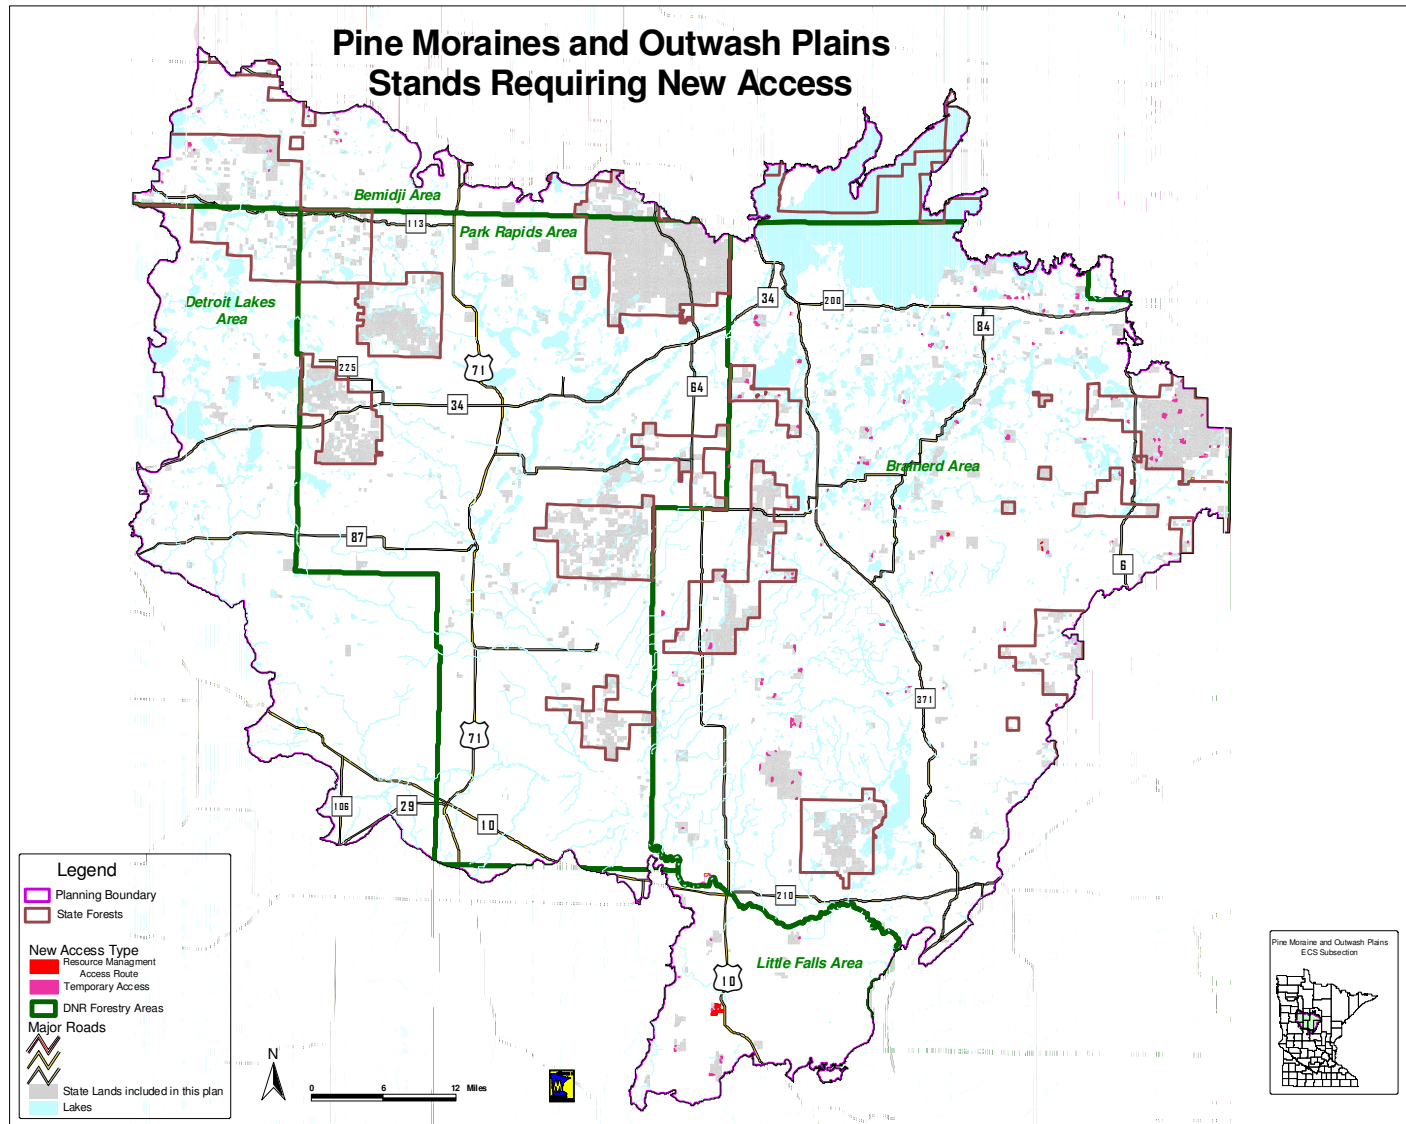 Pine Moraines and Outwash Plains
Stands Requiring New Access
Bemidji Area
113
Park Rapids Area
Detroit Lakes
Area
34
200
84
71
225
64
34
Brainerd Area
87
6
371
71
106
29
10
210
Little Falls Area
10
Legend
Planning Boundary
State Forests
New Access Type
Resource Managment
Access Route
Temporary Access
DNR Forestry Areas
Major Roads
State Lands included in this plan
Lakes
N
0 6 12 Miles
M
Pine Moraine and Outwash Plains
ECS Subsection